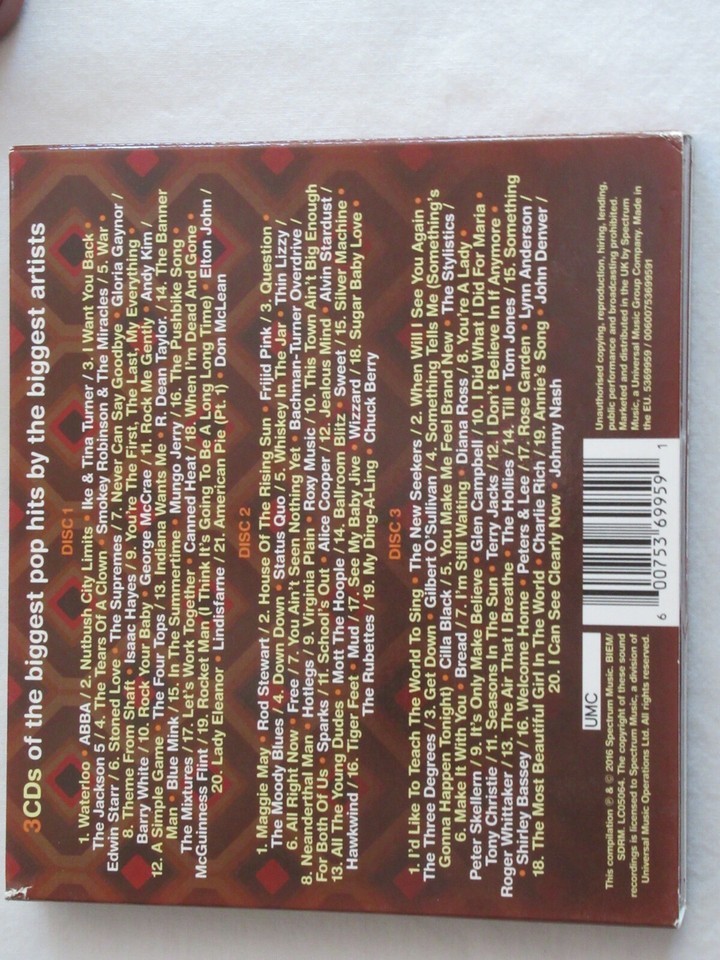 3CDs of the biggest pop hits by the biggest artists
DISC 1
1. Waterloo • ABBA / 2. Nutbush City Limits • Ike & Tina Turner / 3. I Want You Back •
The Jackson 5 / 4. The Tears Of A Clown • Smokey Robinson & The Miracles / 5. War •
Edwin Starr / 6. Stoned Love • The Supremes / 7. Never Can Say Goodbye • Gloria Gaynor /
8. Theme From Shaft • Isaac Hayes / 9. You're The First, The Last, My Everything •
Barry White / 10. Rock Your Baby • George McCrae / 11. Rock Me Gently • Andy Kim /
12. A Simple Game • The Four Tops / 13. Indiana Wants Me • R. Dean Taylor / 14. The Banner
Man • Blue Mink / 15. In The Summertime • Mungo Jerry / 16. The Pushbike Song •
The Mixtures / 17. Let's Work Together • Canned Heat / 18. When I'm Dead And Gone •
McGuinness Flint / 19. Rocket Man (I Think It's Going To Be A Long Long Time) • Elton John /
20. Lady Eleanor • Lindisfarne / 21. American Pie (Pt. 1) • Don McLean
DISC 2
1. Maggie May • Rod Stewart / 2. House Of The Rising Sun • Frijid Pink / 3. Question •
The Moody Blues / 4. Down Down • Status Quo / 5. Whiskey In The Jar • Thin Lizzy /
6. All Right Now • Free / 7. You Ain't Seen Nothing Yet • Bachman-Turner Overdrive /
8. Neanderthal Man • Hotlegs / 9. Virginia Plain • Roxy Music / 10. This Town Ain't Big Enough
For Both Of Us • Sparks / 11. School's Out • Alice Cooper / 12. Jealous Mind • Alvin Stardust /
13. All The Young Dudes • Mott The Hoople / 14. Ballroom Blitz • Sweet / 15. Silver Machine •
Hawkwind / 16. Tiger Feet • Mud / 17. See My Baby Jive • Wizzard / 18. Sugar Baby Love •
The Rubettes / 19. My Ding-A-Ling • Chuck Berry
DISC 3
1. I'd Like To Teach The World To Sing • The New Seekers / 2. When Will I See You Again •
The Three Degrees / 3. Get Down • Gilbert O'Sullivan / 4. Something Tells Me (Something's
Gonna Happen Tonight) • Cilla Black / 5. You Make Me Feel Brand New • The Stylistics /
6. Make It With You • Bread / 7. I'm Still Waiting • Diana Ross / 8. You're A Lady •
Peter Skellern / 9. It's Only Make Believe • Glen Campbell / 10. I Did What I Did For Maria •
Tony Christie / 11. Seasons In The Sun • Terry Jacks / 12. I Don't Believe In If Anymore •
Roger Whittaker / 13. The Air That I Breathe • The Hollies / 14. Till • Tom Jones / 15. Something
• Shirley Bassey / 16. Welcome Home • Peters & Lee / 17. Rose Garden • Lynn Anderson /
18. The Most Beautiful Girl In The World • Charlie Rich / 19. Annie's Song • John Denver /
20. I Can See Clearly Now • Johnny Nash
UMC
This compilation ℗ & © 2016 Spectrum Music. BIEM/
SDRM. LC05064. The copyright of these sound
recordings is licensed to Spectrum Music, a division of
Universal Music Operations Ltd. All rights reserved.
6 00753 69959 1
Unauthorised copying, reproduction, hiring, lending,
public performance and broadcasting prohibited.
Marketed and distributed in the UK by Spectrum
Music, a Universal Music Group Company. Made in
the EU. 5369959 / 00600753699591